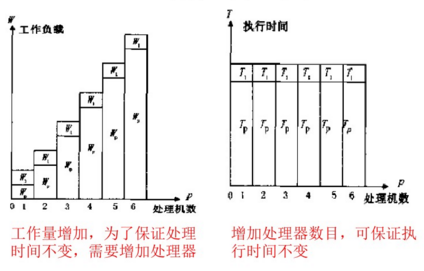 W
工作负载
W₁
W₁
W₁
W₁
W₁
W₁
Wₚ
Wₚ
Wₚ
Wₚ
Wₚ
Wₚ
0 1 2 3 4 5 6
P
处理机数
工作量增加，为了保证处理
时间不变，需要增加处理器
T
执行时间
T₁ T₁ T₁ T₁ T₁ T₁
Tₚ Tₚ Tₚ Tₚ Tₚ Tₚ
0 1 2 3 4 5 6
P
处理机数
增加处理器数目，可保证执
行时间不变